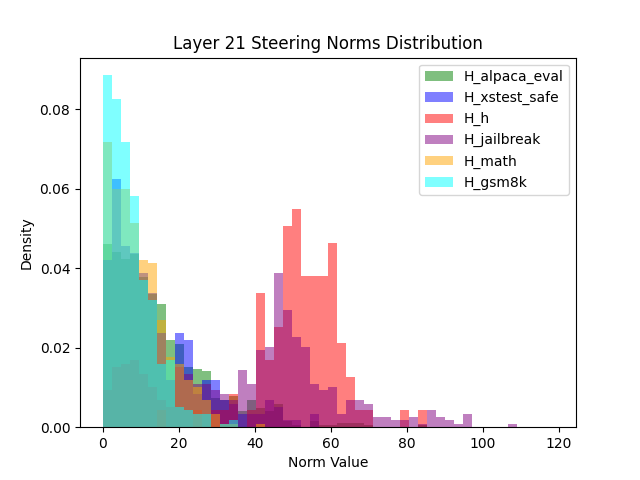 Layer 21 Steering Norms Distribution
H_alpaca_eval
H_xstest_safe
H_h
H_jailbreak
H_math
H_gsm8k
Density
0.08
0.06
0.04
0.02
0.00
0 20 40 60 80 100 120
Norm Value